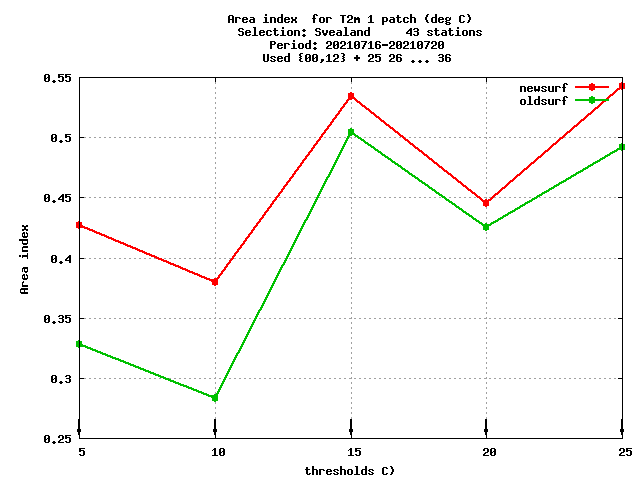 Area index  for T2m 1 patch (deg C)
Selection: Svealand     43 stations
Period: 20210716-20210720
Used {00,12} + 25 26 ... 36
0.55
newsurf
oldsurf
0.5
0.45
0.4
Area index
0.35
0.3
0.25
5 10 15 20 25
thresholds C)